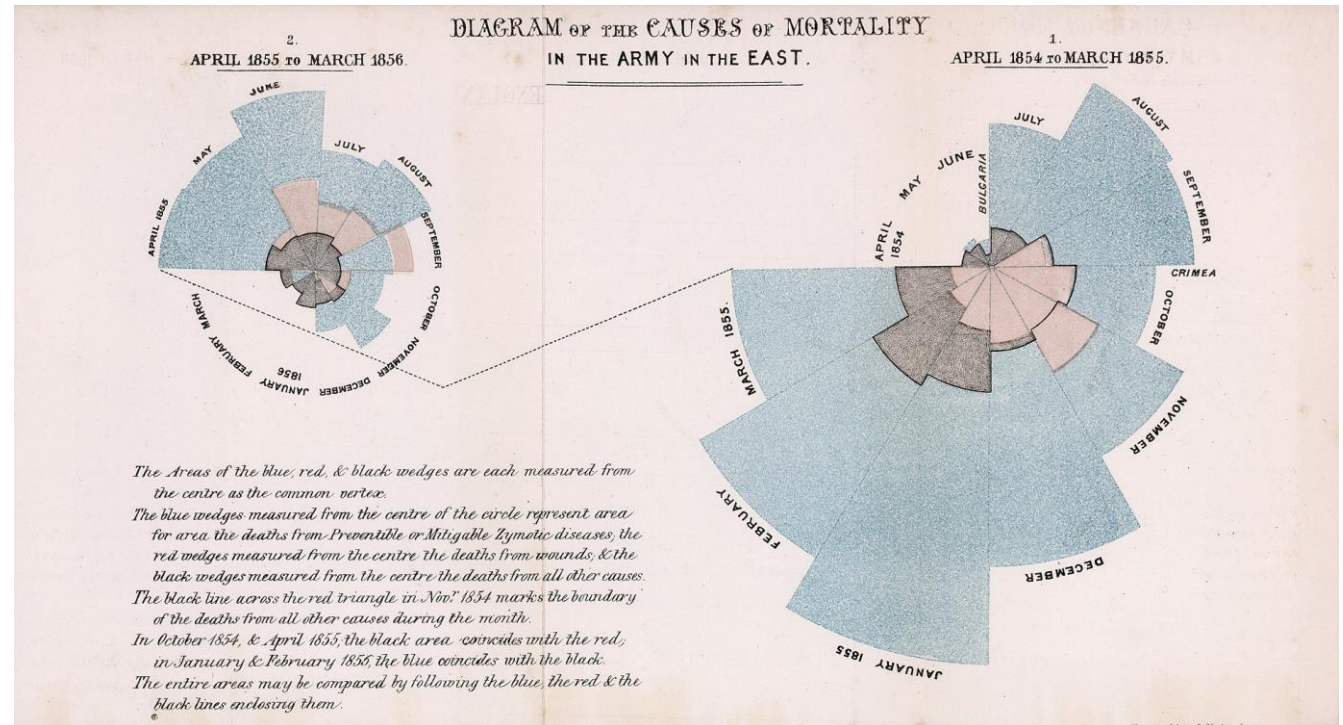 DIAGRAM OF THE CAUSES OF MORTALITY
IN THE ARMY IN THE EAST.
2.
APRIL 1855 TO MARCH 1856.
1.
APRIL 1854 TO MARCH 1855.
APRIL 1855
MAY
JUNE
JULY
AUGUST
SEPTEMBER
OCTOBER
NOVEMBER
DECEMBER
JANUARY 1856
FEBRUARY
MARCH
APRIL 1854
MAY
JUNE
BULGARIA
JULY
AUGUST
SEPTEMBER
CRIMEA
OCTOBER
NOVEMBER
DECEMBER
JANUARY 1855
FEBRUARY
MARCH 1855.
The Areas of the blue, red, & black wedges are each measured from
the centre as the common vertex.
The blue wedges measured from the centre of the circle represent area
for area the deaths from Preventible or Mitigable Zymotic diseases, the
red wedges measured from the centre the deaths from wounds, & the
black wedges measured from the centre the deaths from all other causes.
The black line across the red triangle in Novr. 1854 marks the boundary
of the deaths from all other causes during the month.
In October 1854, & April 1855, the black area coincides with the red,
in January & February 1856, the blue coincides with the black.
The entire areas may be compared by following the blue, the red & the
black lines enclosing them.